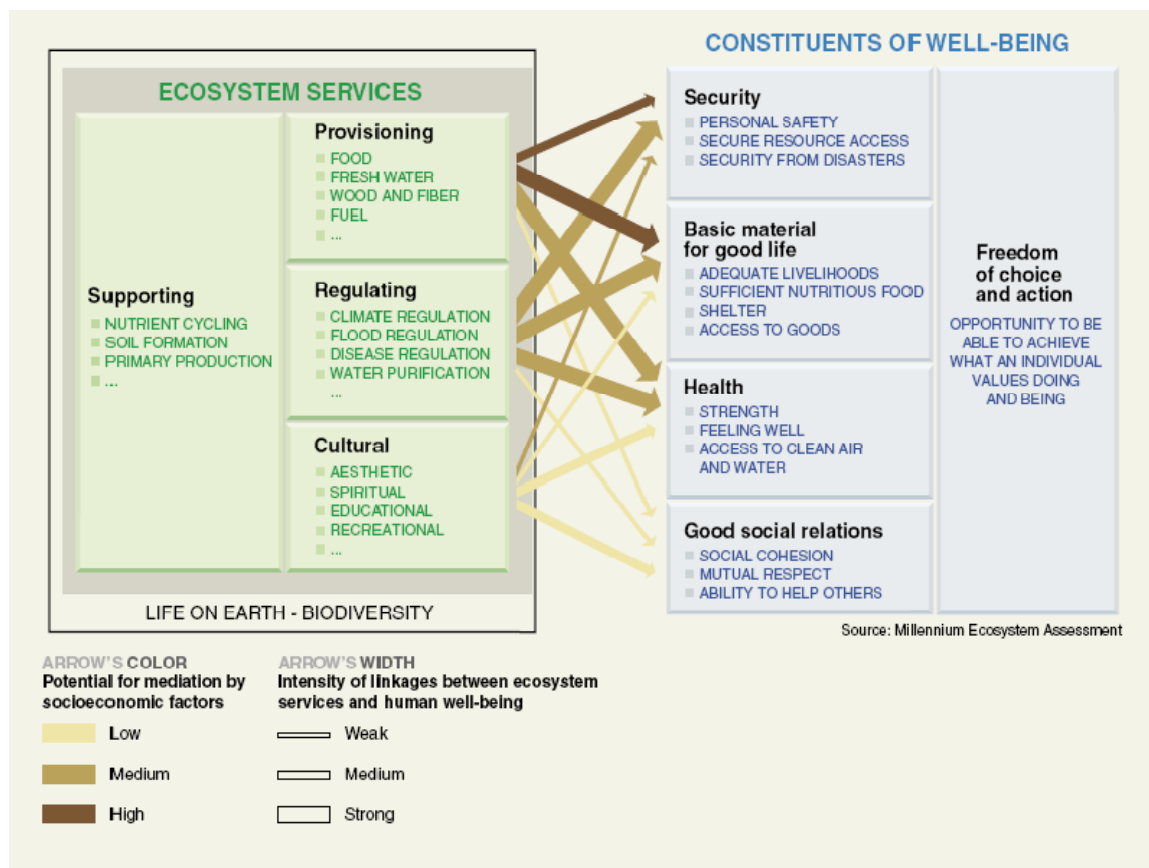 CONSTITUENTS OF WELL-BEING
ECOSYSTEM SERVICES
Supporting
NUTRIENT CYCLING
SOIL FORMATION
PRIMARY PRODUCTION
...
Provisioning
FOOD
FRESH WATER
WOOD AND FIBER
FUEL
...
Regulating
CLIMATE REGULATION
FLOOD REGULATION
DISEASE REGULATION
WATER PURIFICATION
...
Cultural
AESTHETIC
SPIRITUAL
EDUCATIONAL
RECREATIONAL
...
LIFE ON EARTH - BIODIVERSITY
Security
PERSONAL SAFETY
SECURE RESOURCE ACCESS
SECURITY FROM DISASTERS
Basic material
for good life
ADEQUATE LIVELIHOODS
SUFFICIENT NUTRITIOUS FOOD
SHELTER
ACCESS TO GOODS
Health
STRENGTH
FEELING WELL
ACCESS TO CLEAN AIR
AND WATER
Good social relations
SOCIAL COHESION
MUTUAL RESPECT
ABILITY TO HELP OTHERS
Freedom
of choice
and action
OPPORTUNITY TO BE
ABLE TO ACHIEVE
WHAT AN INDIVIDUAL
VALUES DOING
AND BEING
Source: Millennium Ecosystem Assessment
ARROW'S COLOR
Potential for mediation by
socioeconomic factors
Low
Medium
High
ARROW'S WIDTH
Intensity of linkages between ecosystem
services and human well-being
Weak
Medium
Strong